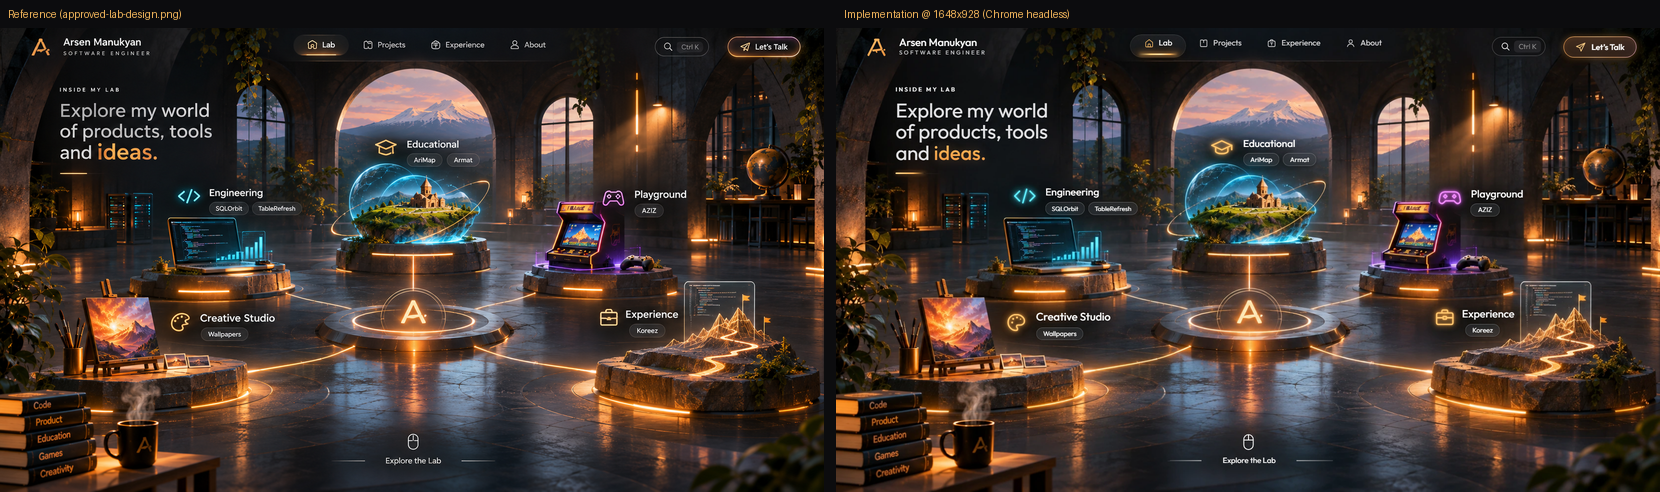 Reference (approved-lab-design.png)
Arsen Manukyan
SOFTWARE ENGINEER
Lab
Projects
Experience
About
Ctrl K
Let's Talk
INSIDE MY LAB
Explore my world
of products, tools
and ideas.
Educational
AriMap
Armat
Engineering
SQLOrbit
TableRefresh
Playground
AZIZ
Creative Studio
Wallpapers
Experience
Koreez
Code
Product
Education
Games
Creativity
Explore the Lab
Implementation @ 1648x928 (Chrome headless)
Arsen Manukyan
SOFTWARE ENGINEER
Lab
Projects
Experience
About
Ctrl K
Let's Talk
INSIDE MY LAB
Explore my world
of products, tools
and ideas.
Educational
AriMap
Armat
Engineering
SQLOrbit
TableRefresh
Playground
AZIZ
Creative Studio
Wallpapers
Experience
Koreez
Code
Product
Education
Games
Creativity
Explore the Lab